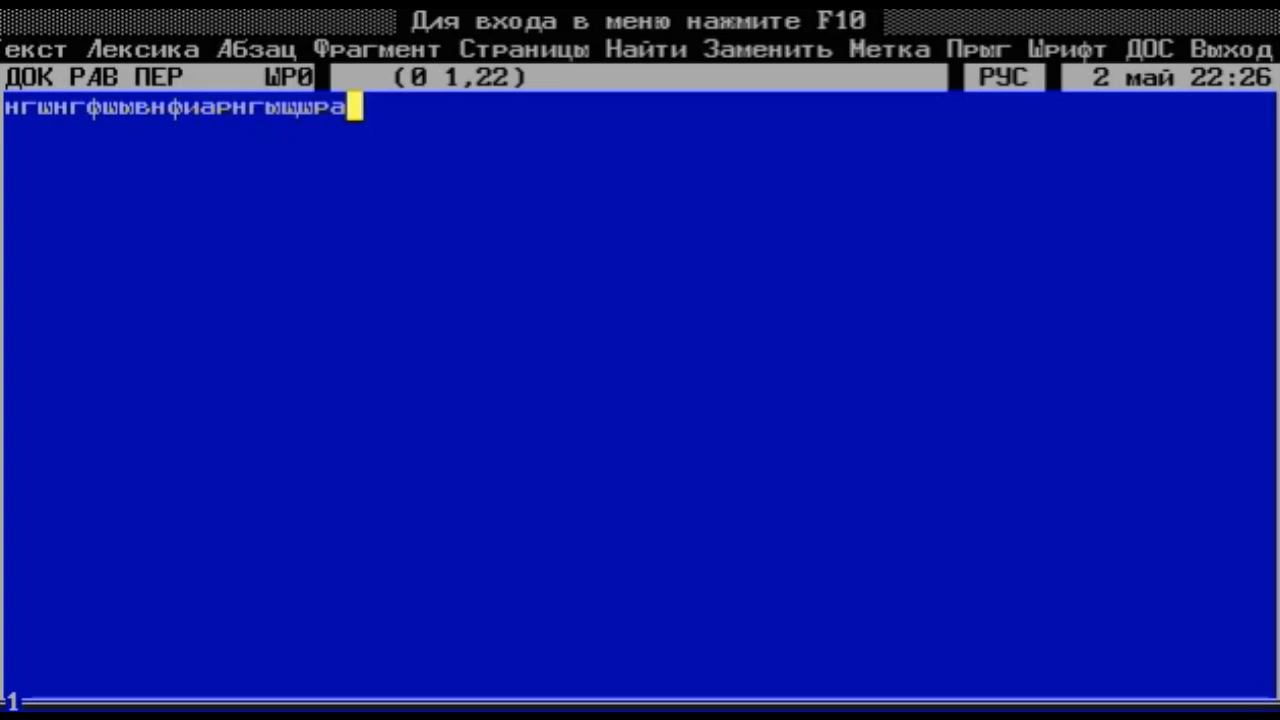 Для входа в меню нажмите F10
екст Лексика Абзац Фрагмент Страницы Найти Заменить Метка Прыг Шрифт ДОС Выход
ДОК РАВ ПЕР ШР0 (0 1,22) РУС 2 май 22:26
нгшнгфшывнфиарнгыщшра
1